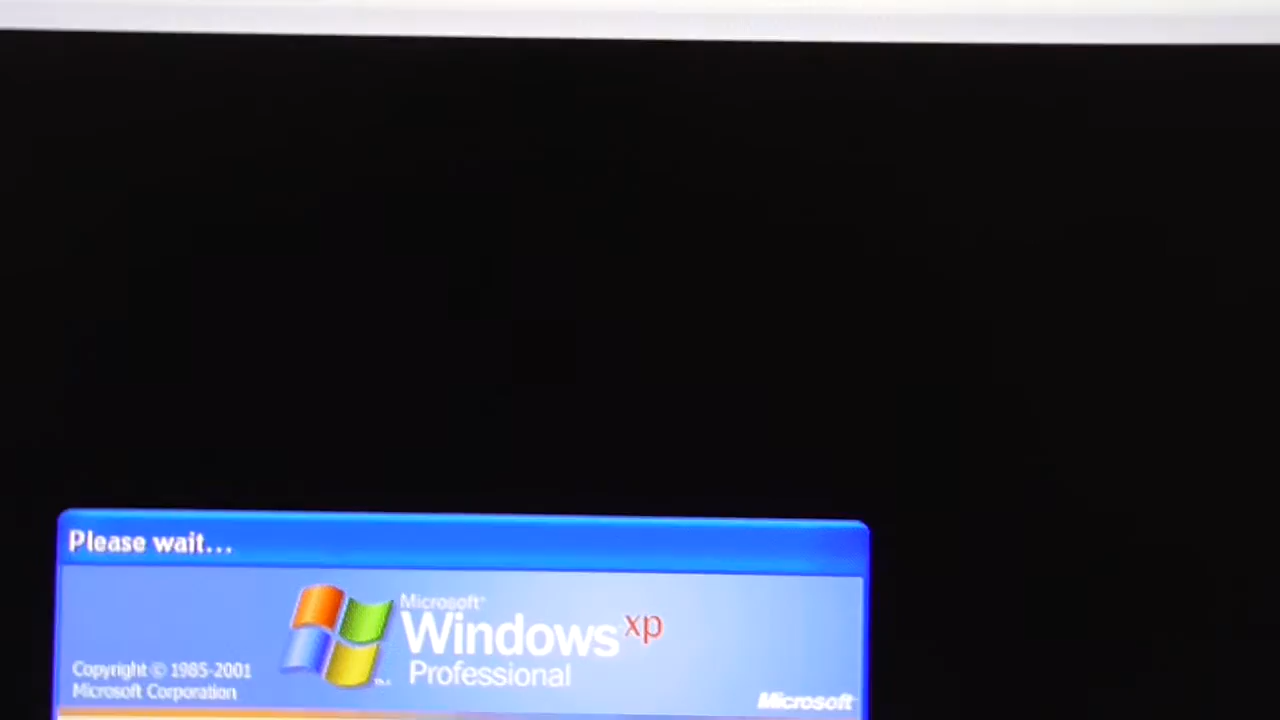 Please wait...
Microsoft®
Windows xp
Professional
Copyright © 1985-2001
Microsoft Corporation
Microsoft